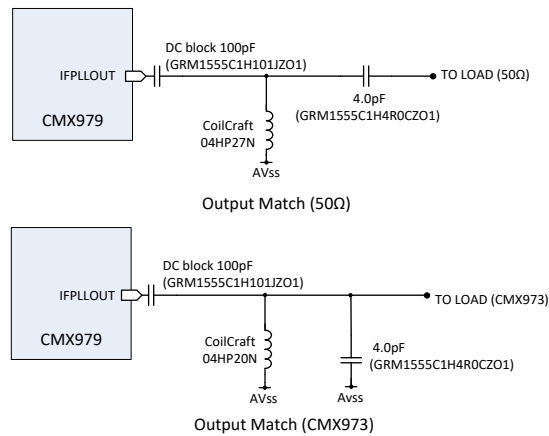 DC block 100pF
(GRM1555C1H101JZO1)
IFPLLOUT
TO LOAD (50Ω)
4.0pF
(GRM1555C1H4R0CZO1)
CMX979
CoilCraft
04HP27N
AVss
Output Match (50Ω)
DC block 100pF
(GRM1555C1H101JZO1)
IFPLLOUT
TO LOAD (CMX973)
CMX979
CoilCraft
04HP20N
4.0pF
(GRM1555C1H4R0CZO1)
AVss
Avss
Output Match (CMX973)